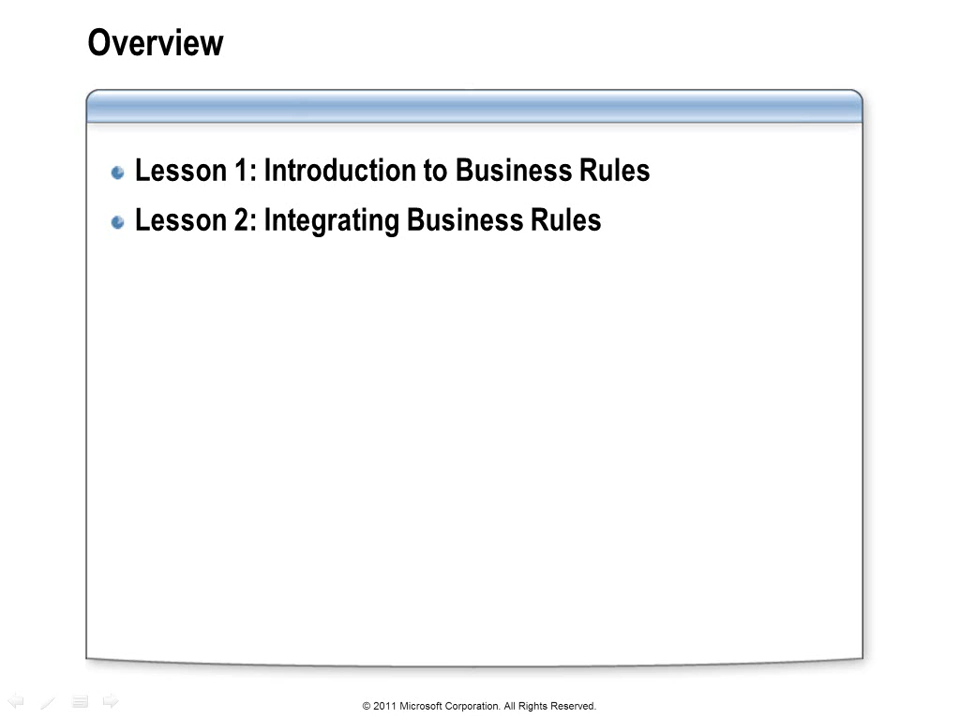 Overview
Lesson 1: Introduction to Business Rules
Lesson 2: Integrating Business Rules
© 2011 Microsoft Corporation. All Rights Reserved.